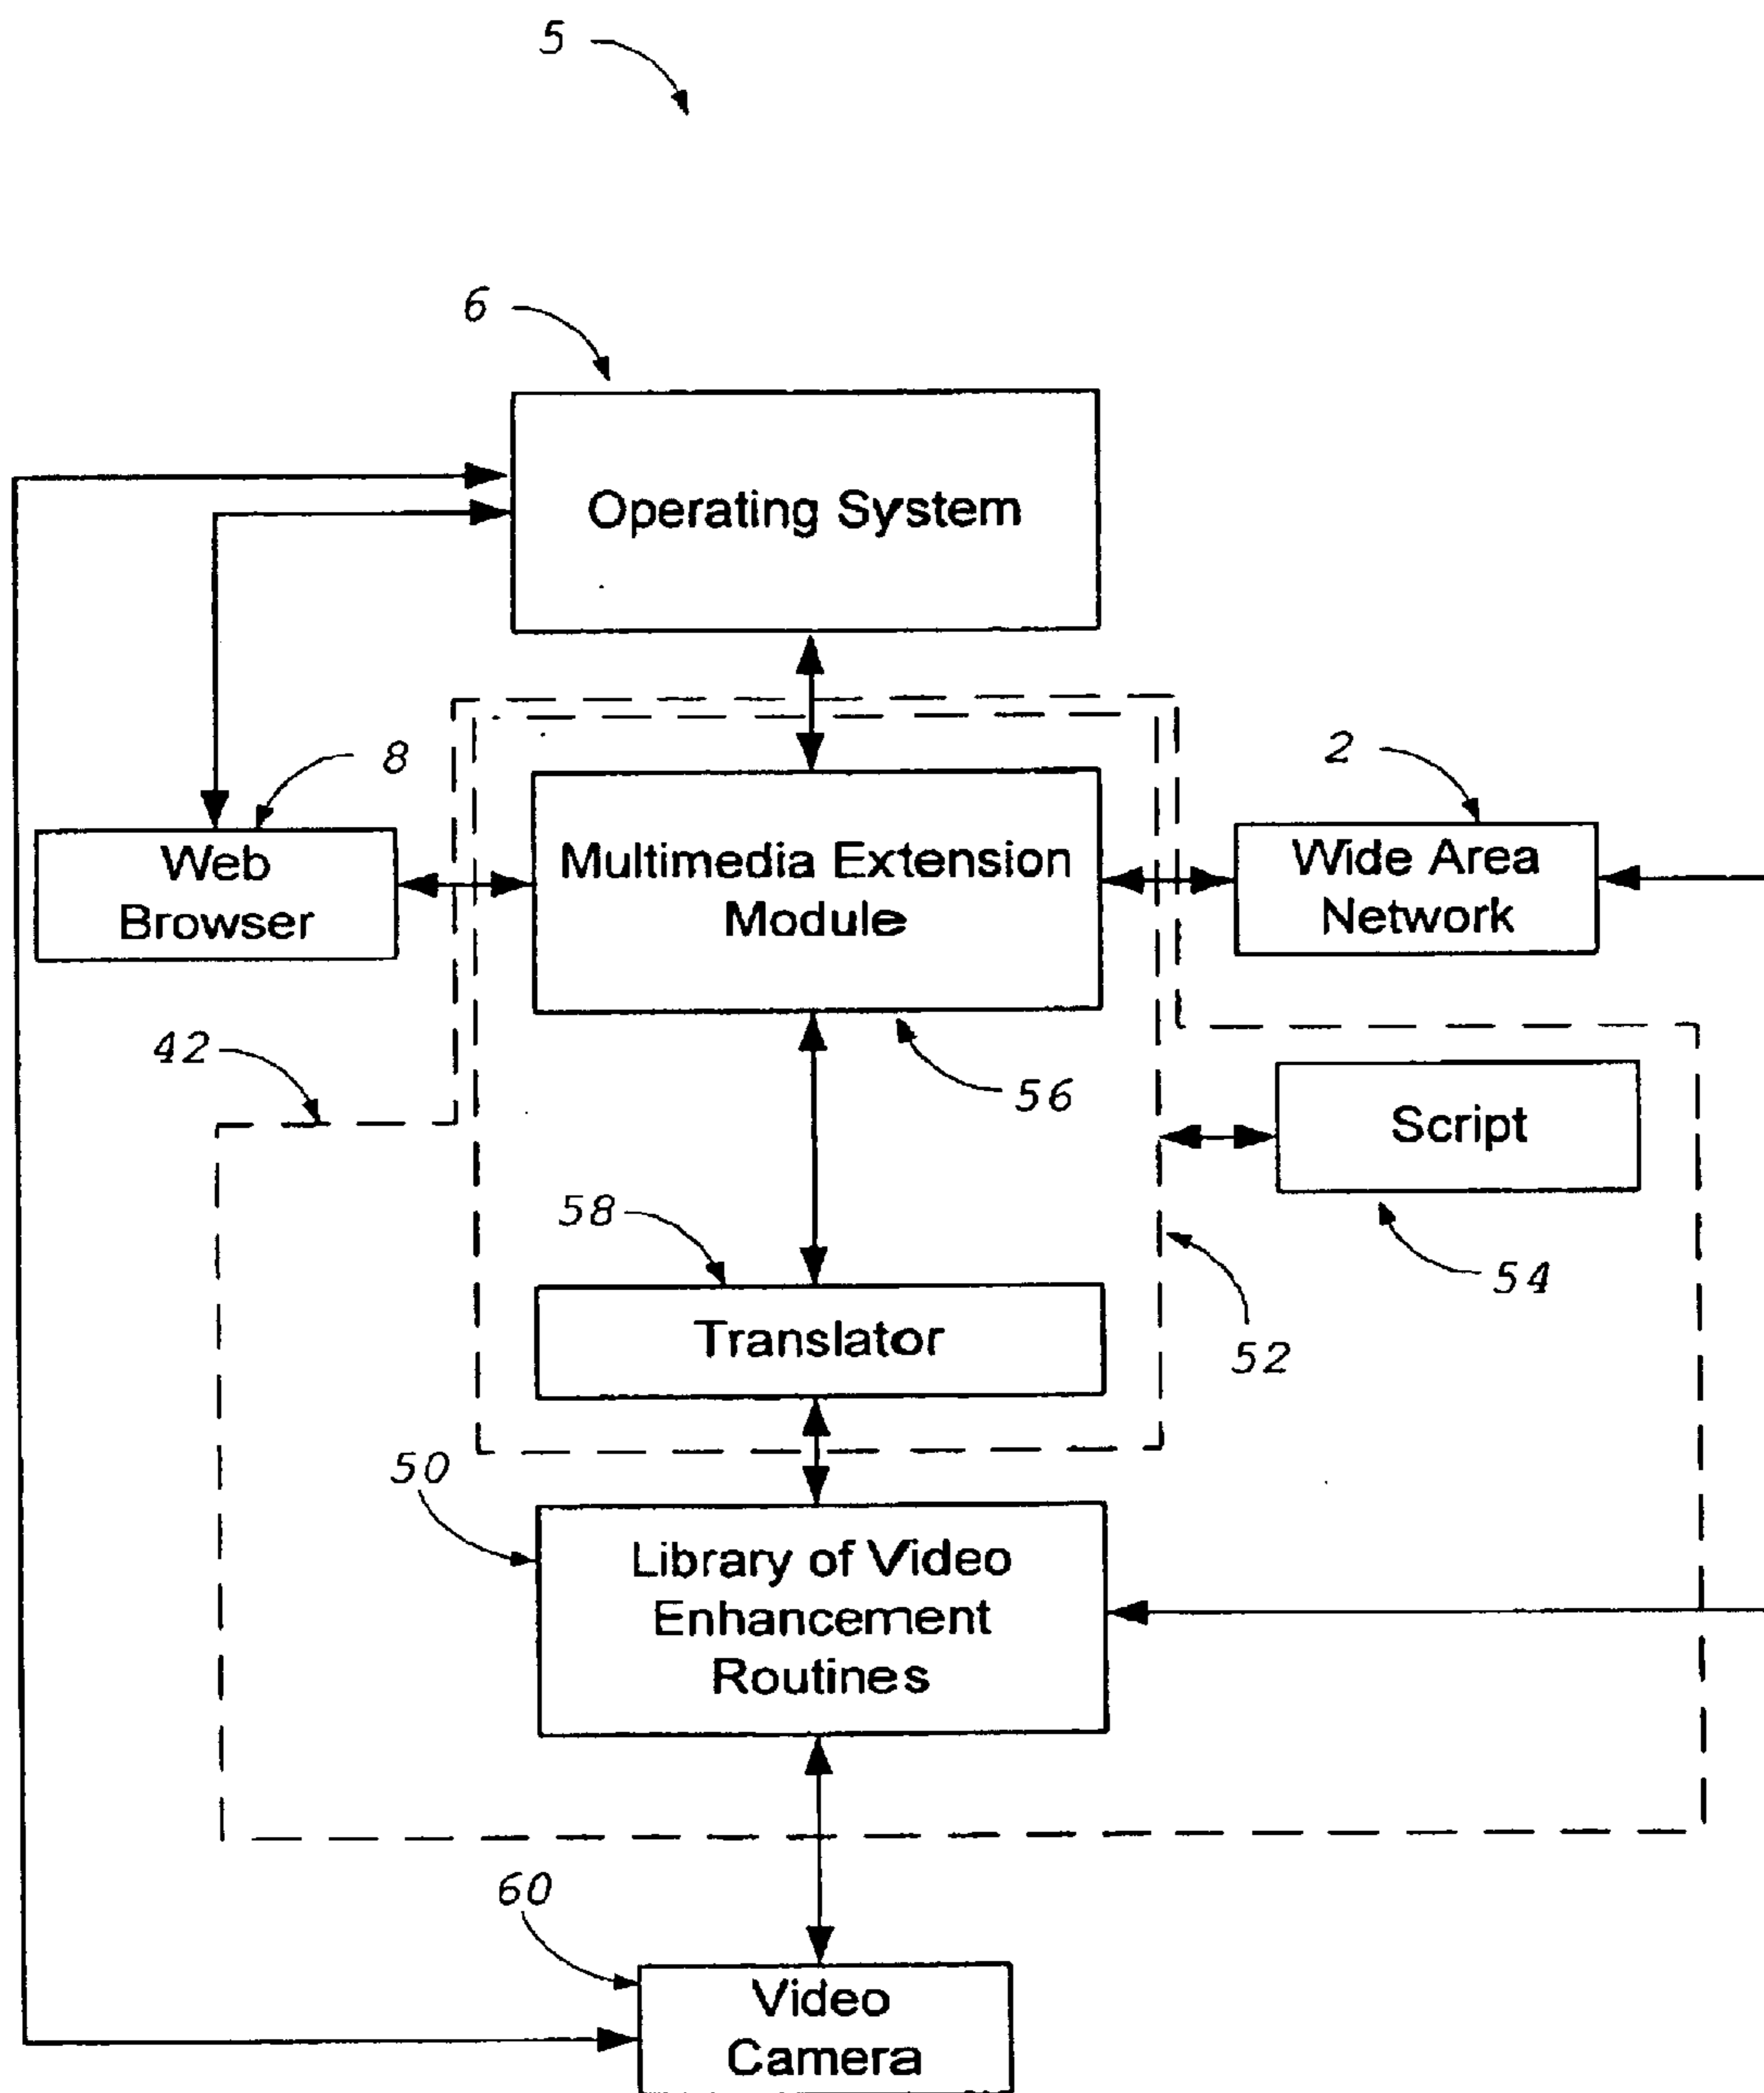 5
6
Operating System
8
2
Web
Browser
Multimedia Extension
Module
Wide Area
Network
42
56
Script
58
54
Translator
52
50
Library of Video
Enhancement
Routines
60
Video
Camera